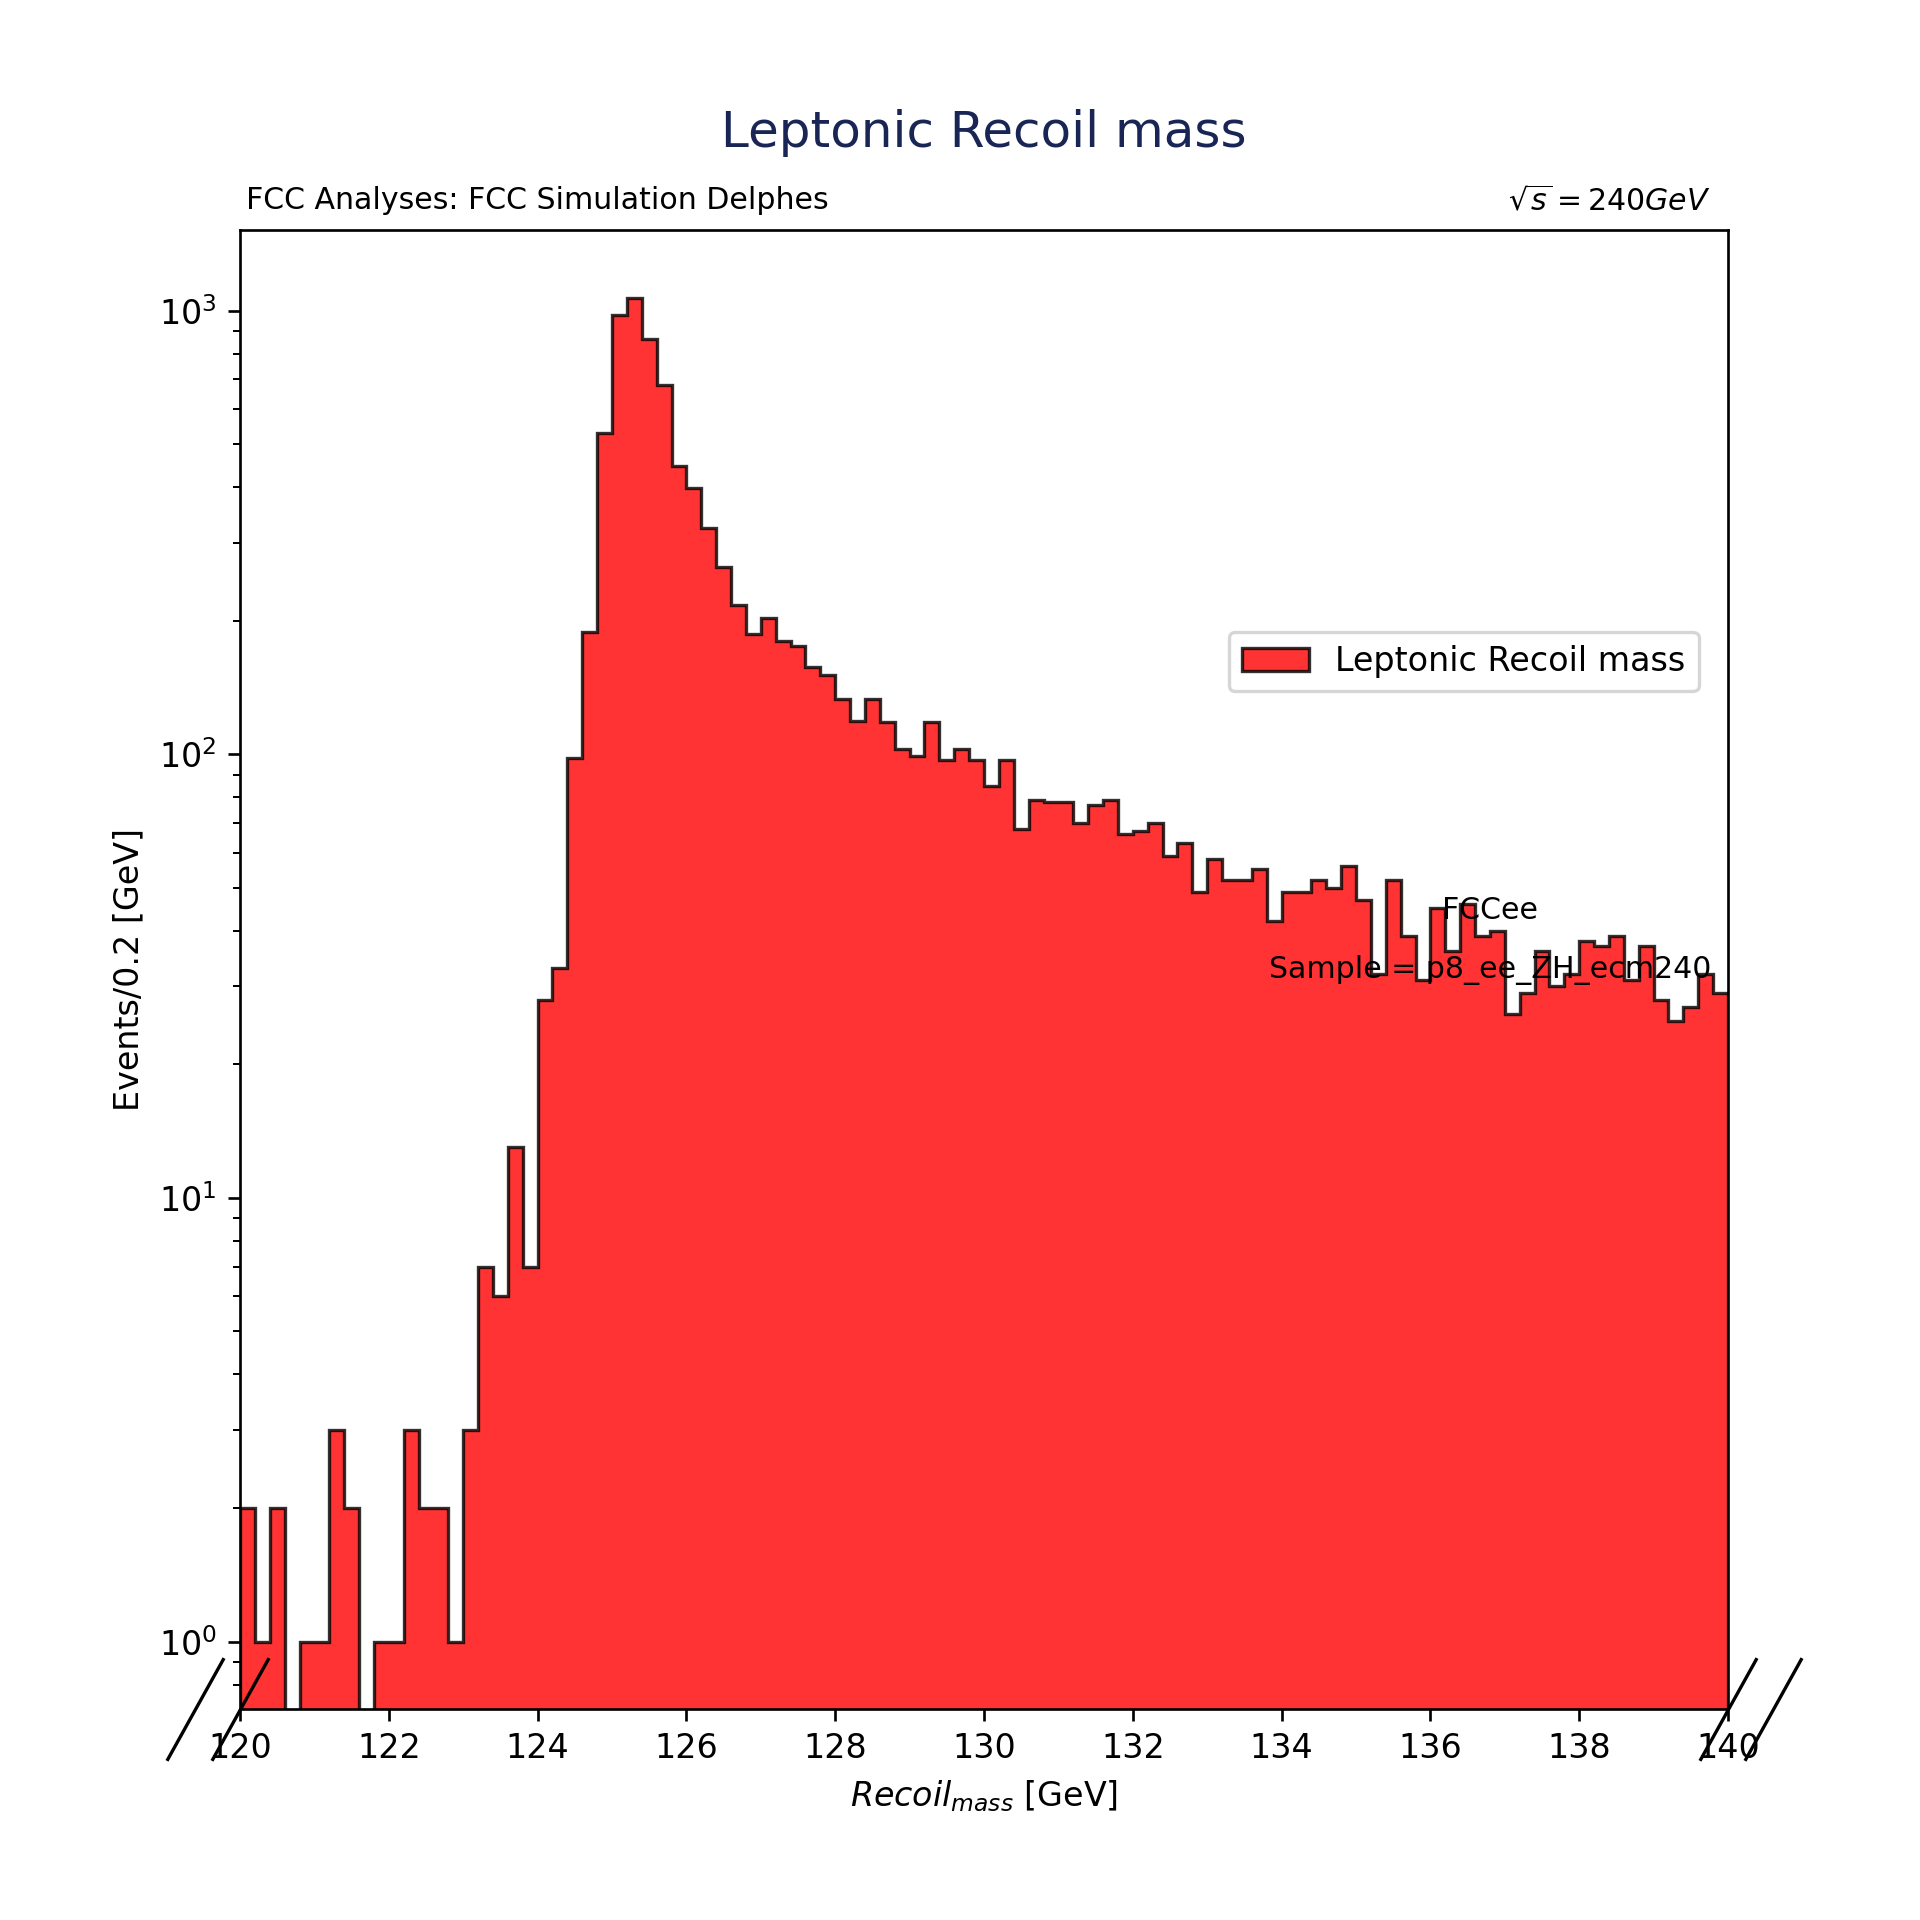 Leptonic Recoil mass
FCC Analyses: FCC Simulation Delphes
√s = 240GeV
10³
Leptonic Recoil mass
10²
Events/0.2 [GeV]
FCCee
Sample = p8_ee_ZH_ecm240
10¹
10⁰
120 122 124 126 128 130 132 134 136 138 140
Recoil_mass [GeV]